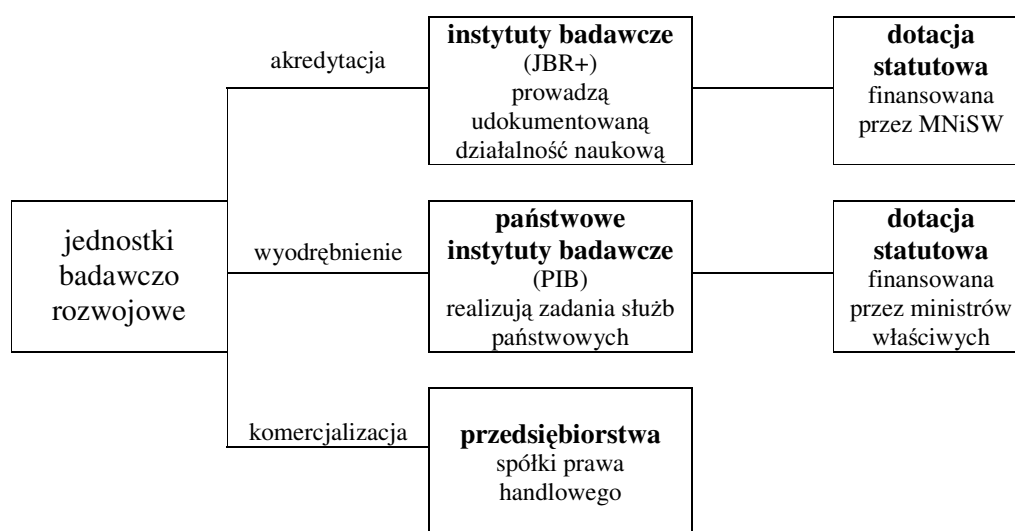 jednostki
badawczo
rozwojowe
akredytacja
instytuty badawcze
(JBR+)
prowadzą
udokumentowaną
działalność naukową
dotacja
statutowa
finansowana
przez MNiSW
wyodrębnienie
państwowe
instytuty badawcze
(PIB)
realizują zadania służb
państwowych
dotacja
statutowa
finansowana
przez ministrów
właściwych
komercjalizacja
przedsiębiorstwa
spółki prawa
handlowego